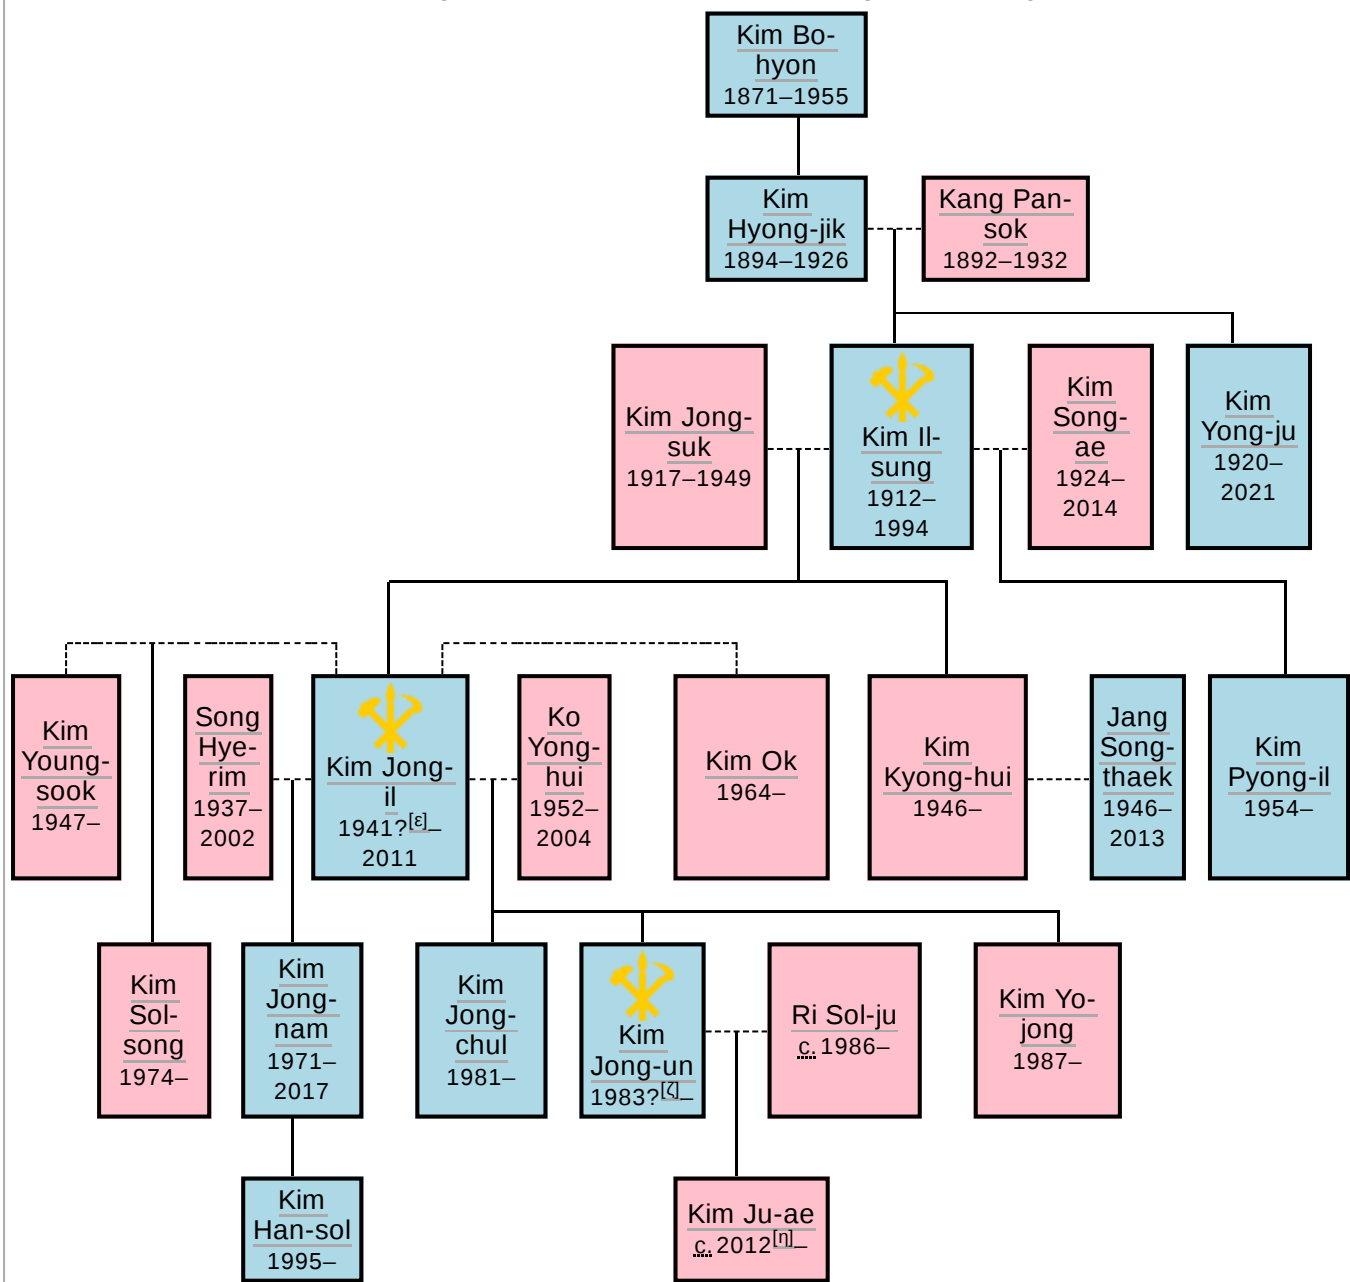 Kim Bo-
hyon
1871–1955
Kim
Hyong-jik
1894–1926
Kang Pan-
sok
1892–1932
Kim Jong-
suk
1917–1949
Kim Il-
sung
1912–
1994
Kim
Song-
ae
1924–
2014
Kim
Yong-ju
1920–
2021
Kim
Young-
sook
1947–
Song
Hye-
rim
1937–
2002
Kim Jong-
il
1941?[ε]–
2011
Ko
Yong-
hui
1952–
2004
Kim Ok
1964–
Kim
Kyong-hui
1946–
Jang
Song-
thaek
1946–
2013
Kim
Pyong-il
1954–
Kim
Sol-
song
1974–
Kim
Jong-
nam
1971–
2017
Kim
Jong-
chul
1981–
Kim
Jong-un
1983?[ζ]–
Ri Sol-ju
c. 1986–
Kim Yo-
jong
1987–
Kim
Han-sol
1995–
Kim Ju-ae
c. 2012[η]–